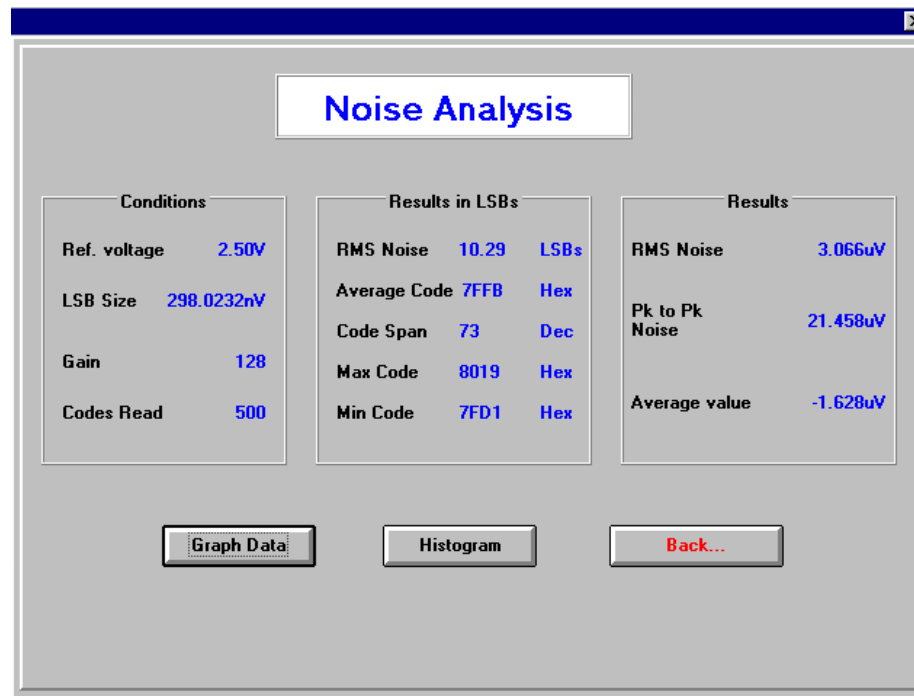 Noise Analysis
Conditions
Ref. voltage 2.50V
LSB Size 298.0232nV
Gain 128
Codes Read 500
Results in LSBs
RMS Noise 10.29 LSBs
Average Code 7FFB Hex
Code Span 73 Dec
Max Code 8019 Hex
Min Code 7FD1 Hex
Results
RMS Noise 3.066uV
Pk to Pk
Noise 21.458uV
Average value -1.628uV
Graph Data
Histogram
Back...